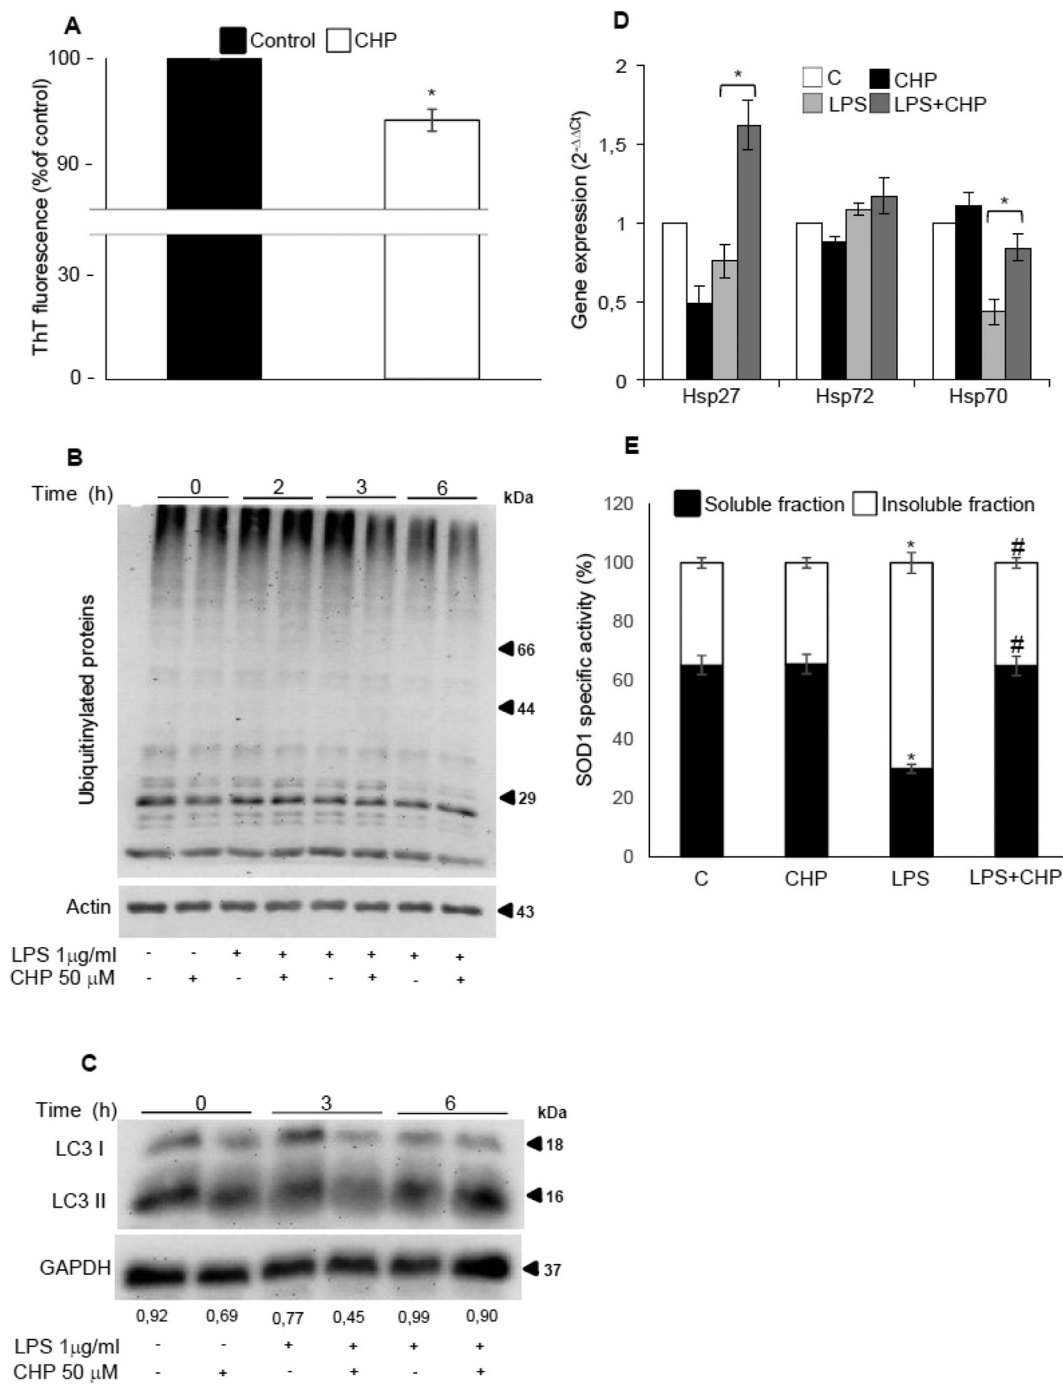 A
Control CHP
ThT fluorescence (%of control)
100 -
*
90 -
30 -
0 -
B
Time (h) 0 2 3 6 kDa
Ubiquitinylated proteins
66
44
29
Actin 43
LPS 1µg/ml - - + + + + + +
CHP 50 µM - + - + - + - +
C
Time (h) 0 3 6 kDa
LC3 I 18
LC3 II 16
GAPDH 37
0,92 0,69 0,77 0,45 0,99 0,90
LPS 1µg/ml - - + + + +
CHP 50 µM - + - + - +
D
Gene expression (2-ΔΔCt)
2
* C CHP
LPS LPS+CHP
1,5
1
*
0,5
0
Hsp27 Hsp72 Hsp70
E
SOD1 specific activity (%)
120 Soluble fraction Insoluble fraction
* #
100
80
#
60
40
*
20
0
C CHP LPS LPS+CHP